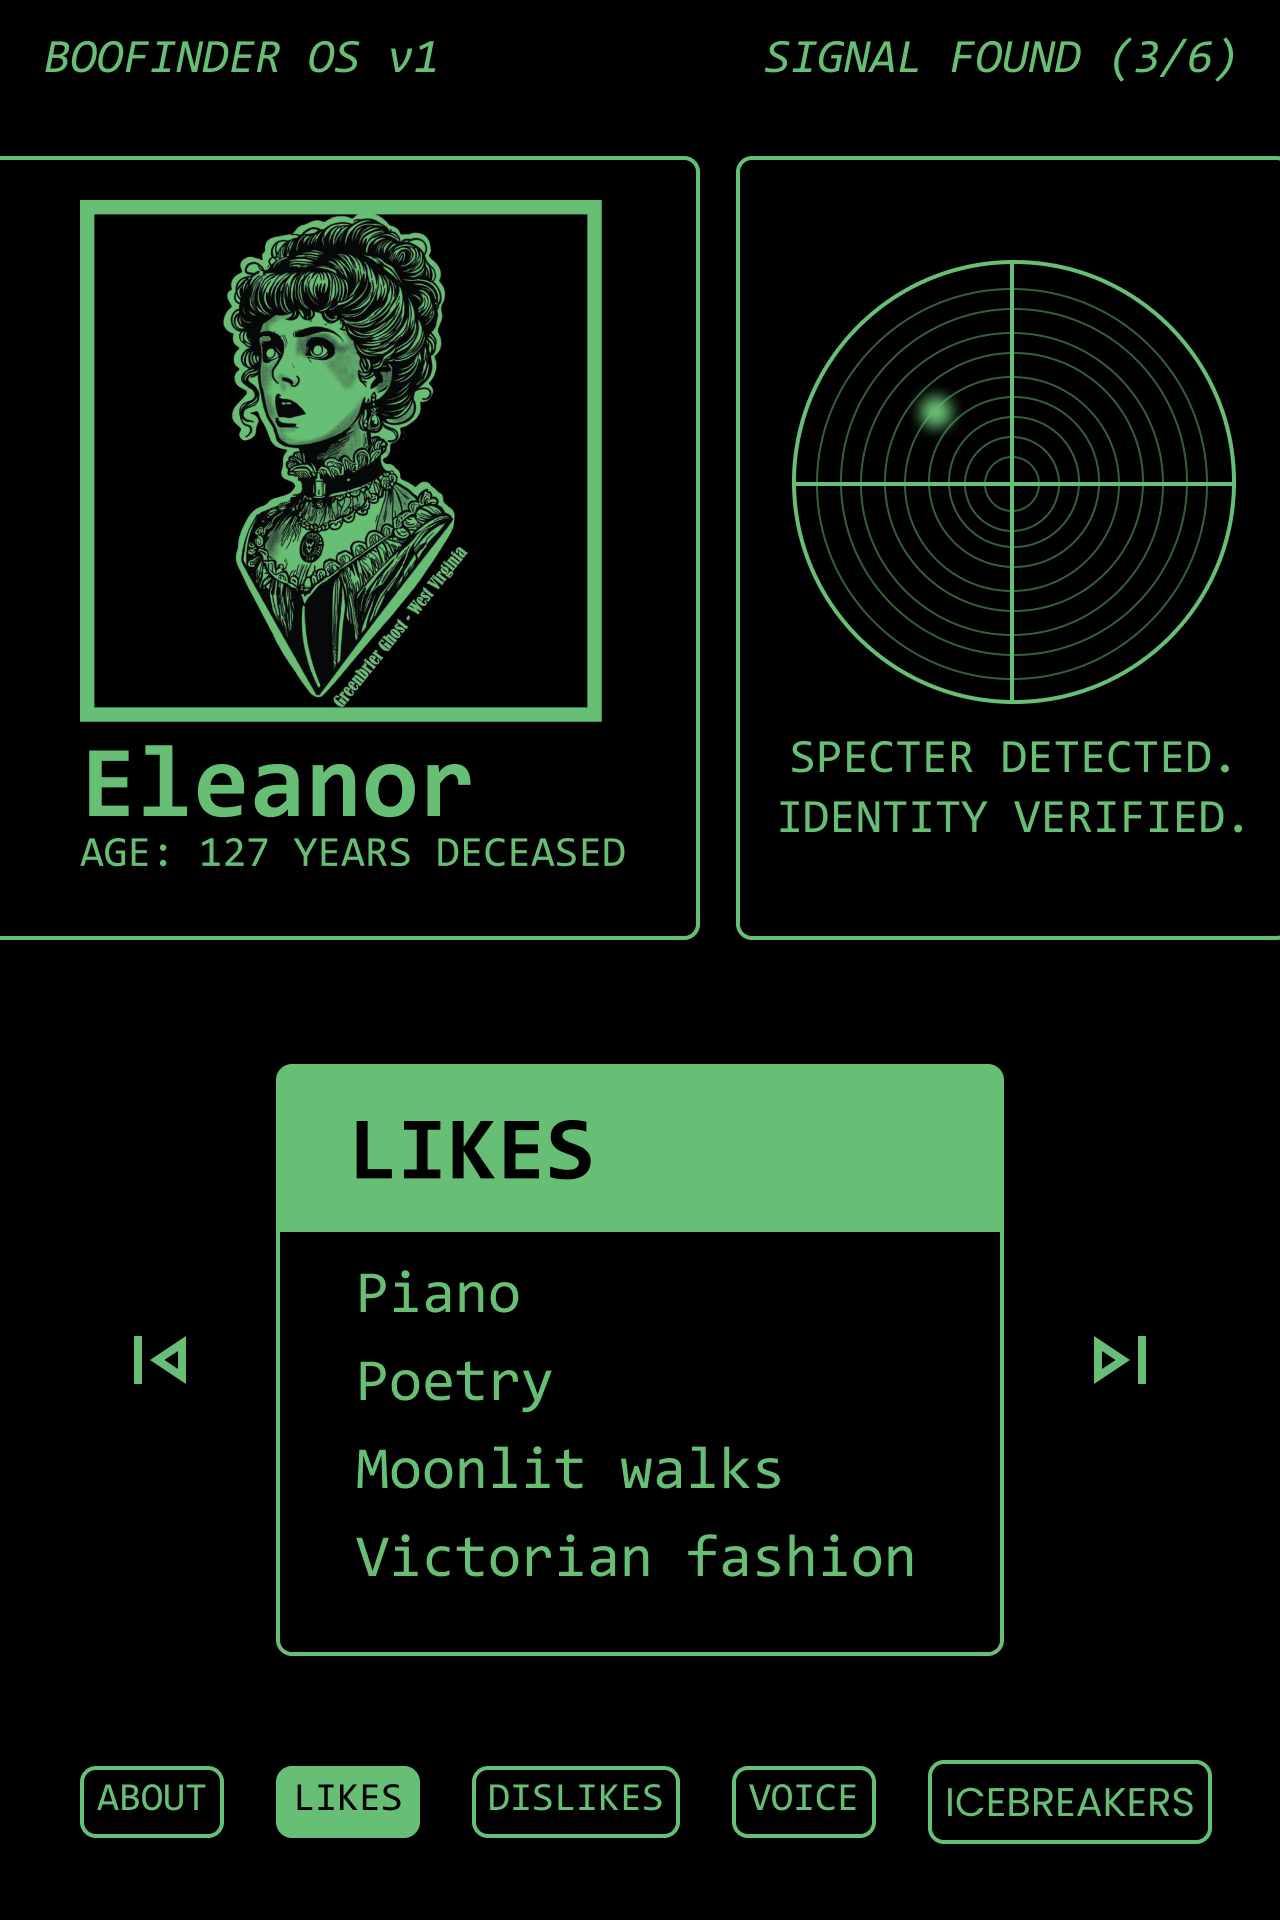 BOOFINDER OS v1
SIGNAL FOUND (3/6)
Greenbrier Ghost - West Virginia
Eleanor
AGE: 127 YEARS DECEASED
SPECTER DETECTED.
IDENTITY VERIFIED.
LIKES
Piano
Poetry
Moonlit walks
Victorian fashion
ABOUT
LIKES
DISLIKES
VOICE
ICEBREAKERS